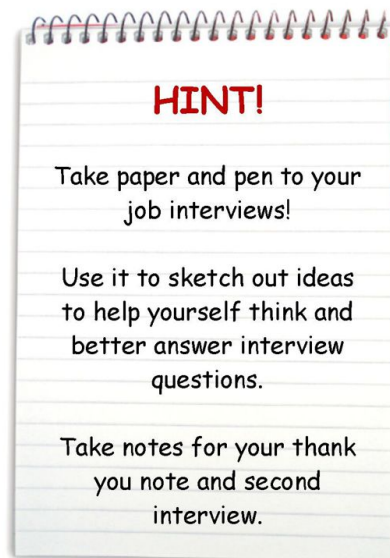 HINT!
Take paper and pen to your
job interviews!
Use it to sketch out ideas
to help yourself think and
better answer interview
questions.
Take notes for your thank
you note and second
interview.